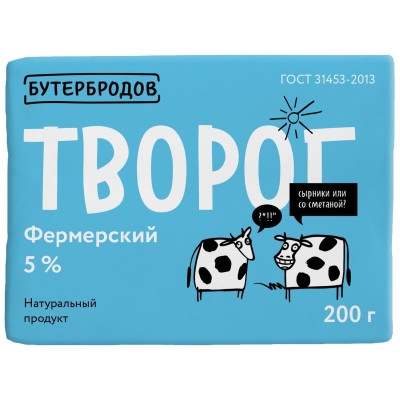 БУТЕРБРОДОВ
ГОСТ 31453-2013
ТВОРОГ
?*!!"
сырники или
со сметаной?
Фермерский
5 %
Натуральный
продукт
200 г